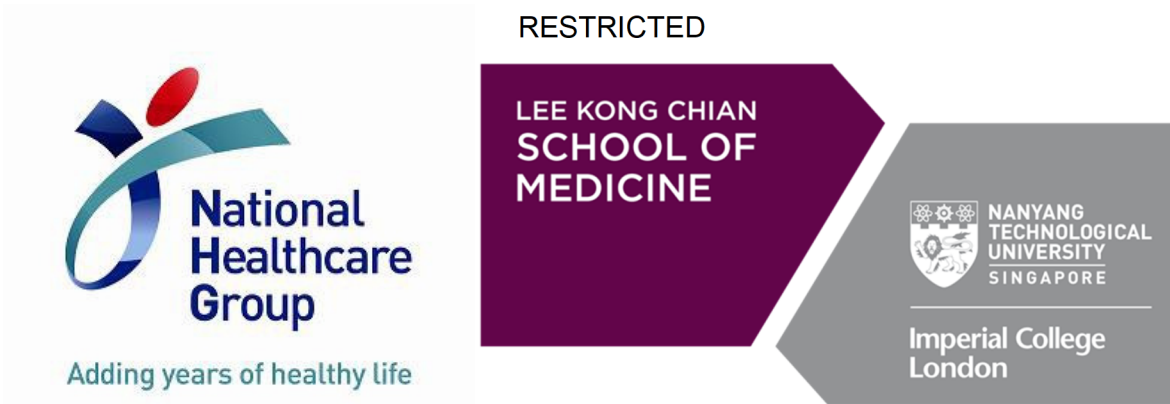 RESTRICTED
National
Healthcare
Group
Adding years of healthy life
LEE KONG CHIAN
SCHOOL OF
MEDICINE
NANYANG
TECHNOLOGICAL
UNIVERSITY
SINGAPORE
Imperial College
London